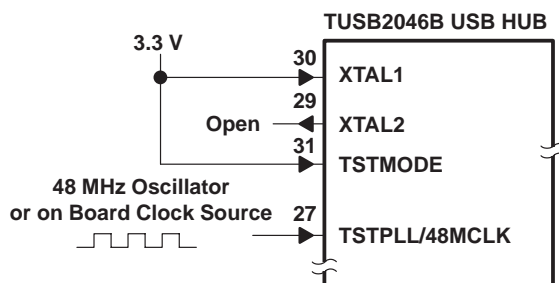 TUSB2046B USB HUB
3.3 V
30
XTAL1
29
Open
XTAL2
31
TSTMODE
48 MHz Oscillator
or on Board Clock Source
27
TSTPLL/48MCLK